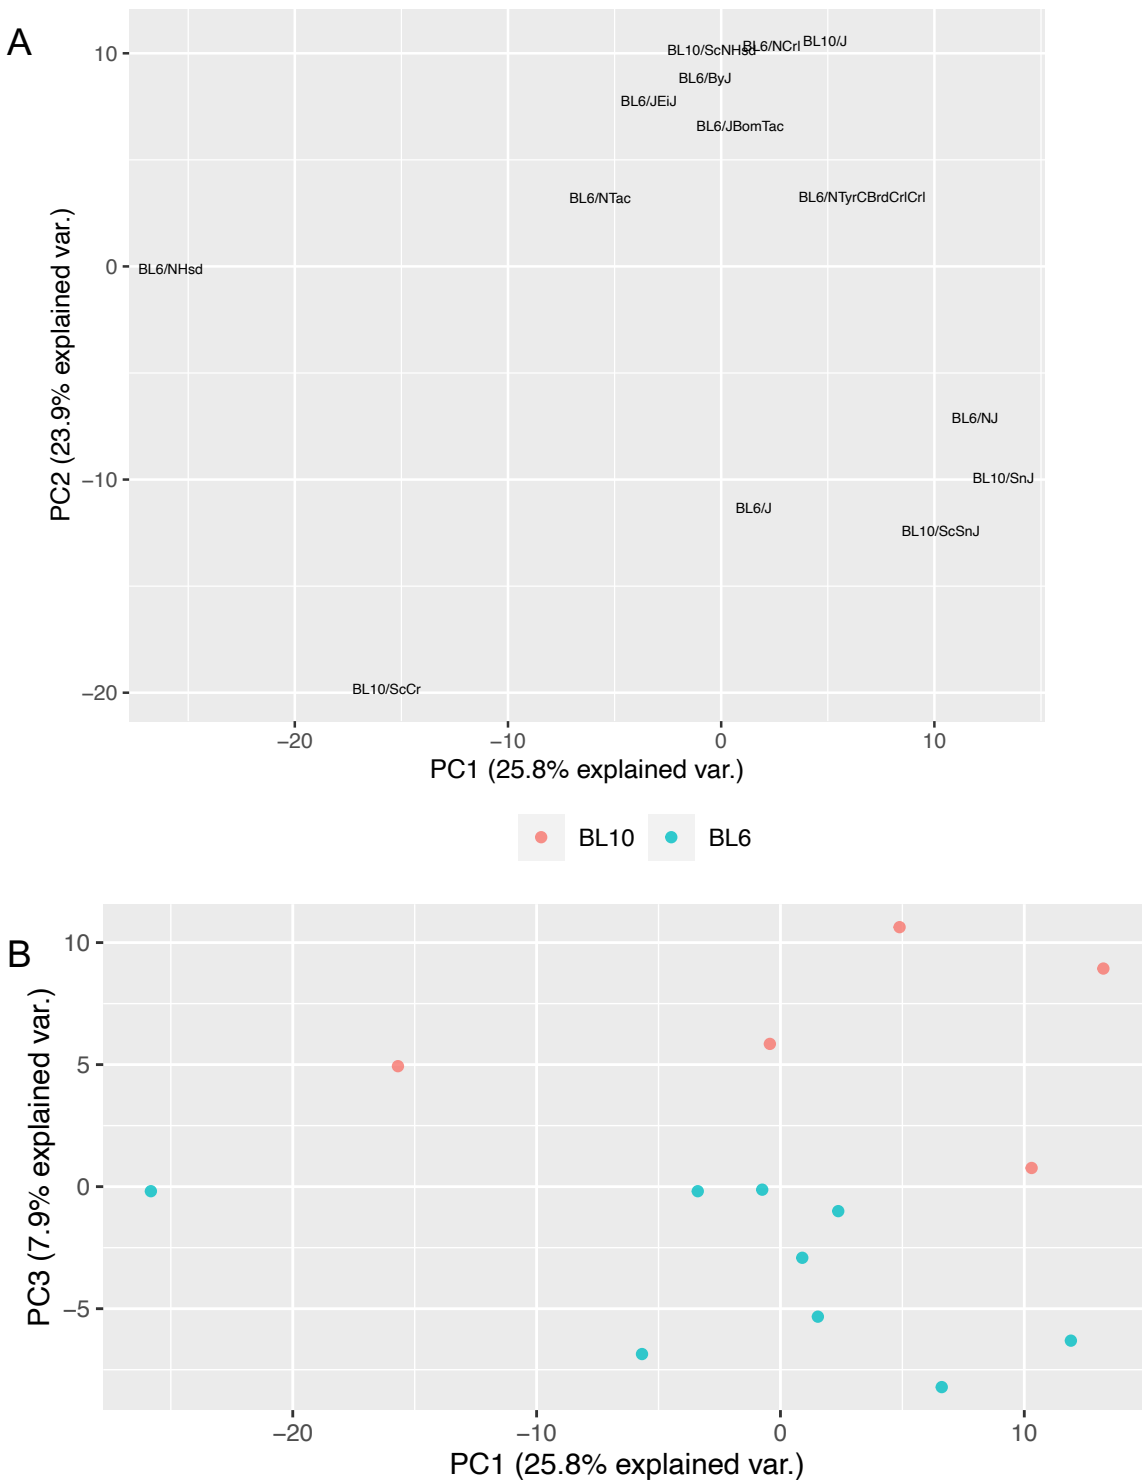 A
10
0
−10
−20
PC2 (23.9% explained var.)
BL10/ScNHsd
BL6/NCrl
BL10/J
BL6/ByJ
BL6/JEiJ
BL6/JBomTac
BL6/NTac
BL6/NTyrCBrdCrlCrl
BL6/NHsd
BL6/NJ
BL10/SnJ
BL6/J
BL10/ScSnJ
BL10/ScCr
−20 −10 0 10
PC1 (25.8% explained var.)
BL10 BL6
B
10
5
0
−5
PC3 (7.9% explained var.)
−20 −10 0 10
PC1 (25.8% explained var.)